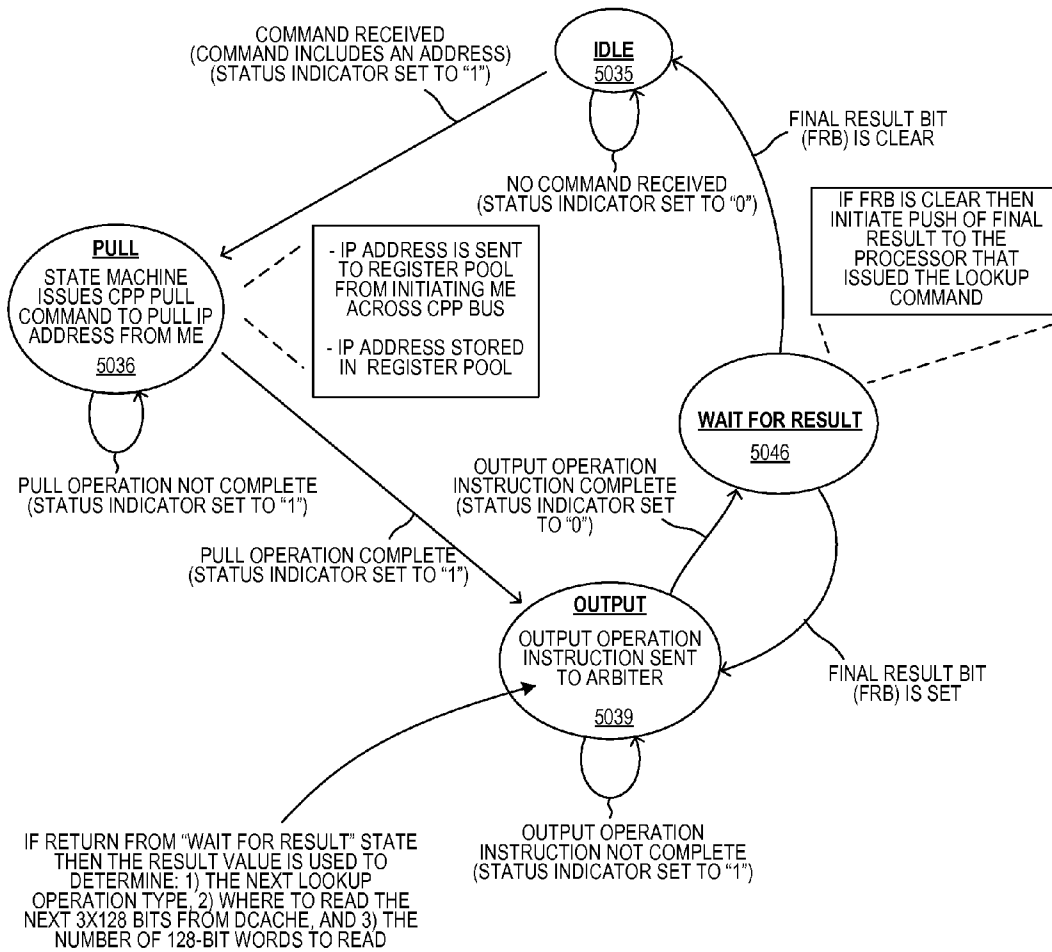 COMMAND RECEIVED
(COMMAND INCLUDES AN ADDRESS)
(STATUS INDICATOR SET TO “1”)
IDLE
5035
FINAL RESULT BIT
(FRB) IS CLEAR
NO COMMAND RECEIVED
(STATUS INDICATOR SET TO “0”)
IF FRB IS CLEAR THEN
INITIATE PUSH OF FINAL
RESULT TO THE
PROCESSOR THAT
ISSUED THE LOOKUP
COMMAND
PULL
STATE MACHINE
ISSUES CPP PULL
COMMAND TO PULL IP
ADDRESS FROM ME
5036
- IP ADDRESS IS SENT
TO REGISTER POOL
FROM INITIATING ME
ACROSS CPP BUS
- IP ADDRESS STORED
IN REGISTER POOL
WAIT FOR RESULT
5046
PULL OPERATION NOT COMPLETE
(STATUS INDICATOR SET TO “1”)
OUTPUT OPERATION
INSTRUCTION COMPLETE
(STATUS INDICATOR SET
TO “0”)
PULL OPERATION COMPLETE
(STATUS INDICATOR SET TO “1”)
OUTPUT
OUTPUT OPERATION
INSTRUCTION SENT
TO ARBITER
5039
FINAL RESULT BIT
(FRB) IS SET
IF RETURN FROM “WAIT FOR RESULT” STATE
THEN THE RESULT VALUE IS USED TO
DETERMINE: 1) THE NEXT LOOKUP
OPERATION TYPE, 2) WHERE TO READ THE
NEXT 3X128 BITS FROM DCACHE, AND 3) THE
NUMBER OF 128-BIT WORDS TO READ
OUTPUT OPERATION
INSTRUCTION NOT COMPLETE
(STATUS INDICATOR SET TO “1”)